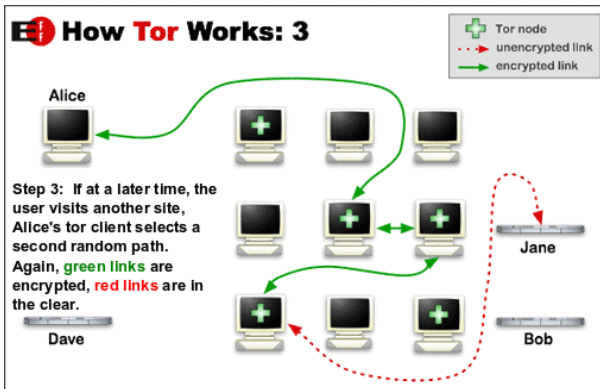 EFF How Tor Works: 3
Tor node
unencrypted link
encrypted link
Alice
Step 3: If at a later time, the
user visits another site,
Alice's tor client selects a
second random path.
Again, green links are
encrypted, red links are in
the clear.
Jane
Dave
Bob